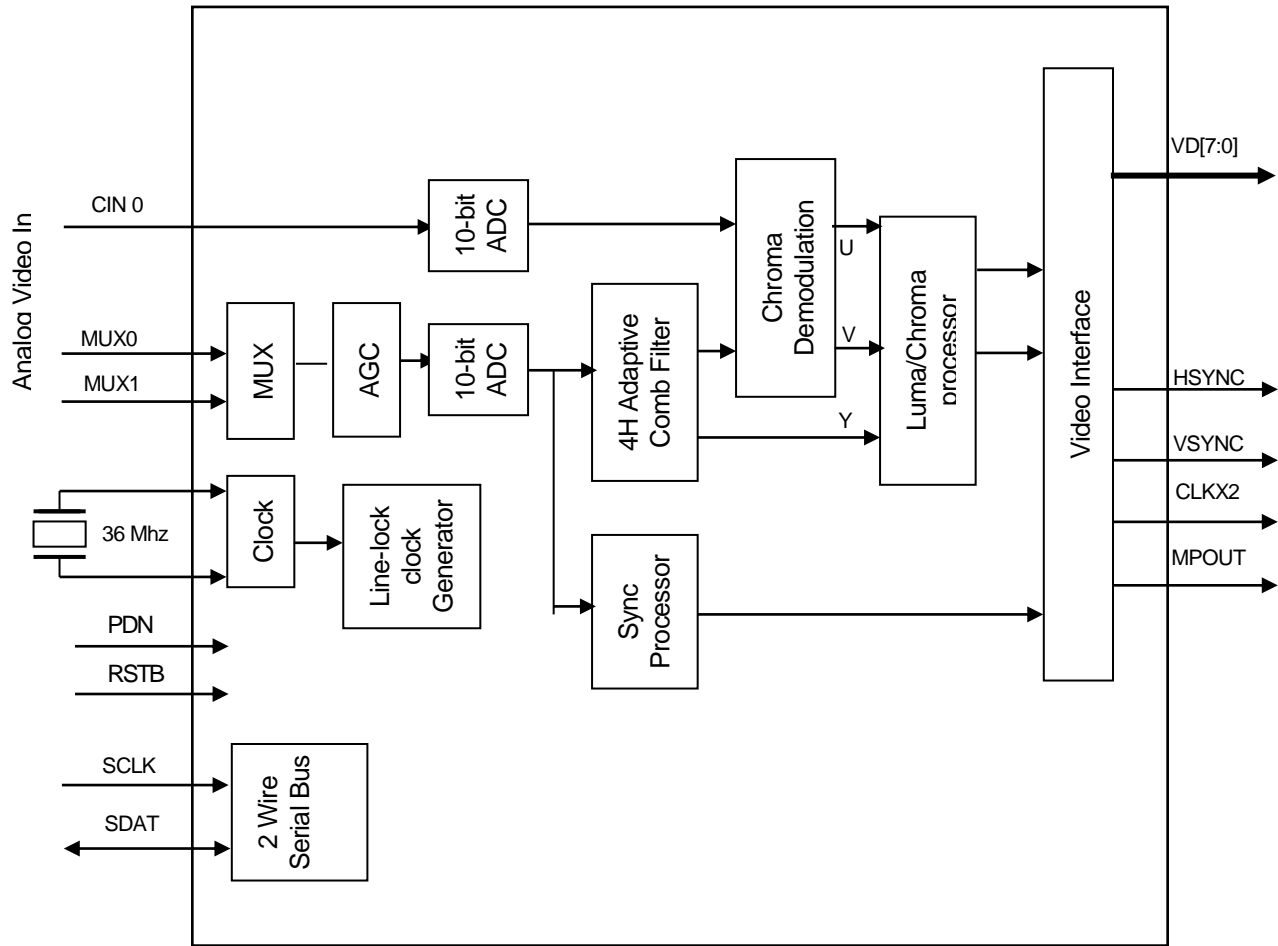 Analog Video In
CIN 0
MUX0
MUX1
36 Mhz
PDN
RSTB
SCLK
SDAT
MUX
AGC
10-bit
ADC
10-bit
ADC
Clock
Line-lock
clock
Generator
2 Wire
Serial Bus
4H Adaptive
Comb Filter
Sync
Processor
Chroma
Demodulation
U
V
Y
Luma/Chroma
processor
Video Interface
VD[7:0]
HSYNC
VSYNC
CLKX2
MPOUT